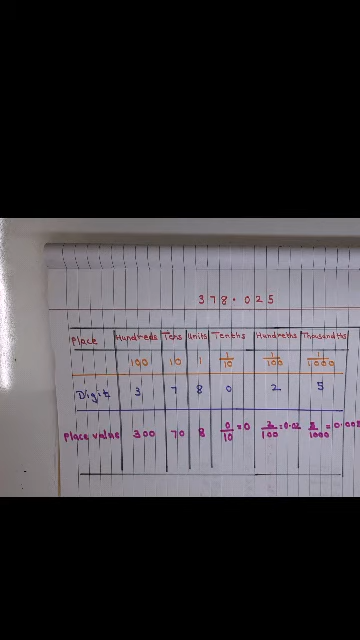 378.025
Place Hundreds Tens Units Tenths Hundreths Thousandths
100 10 1 1/10 1/100 1/1000
Digit 3 7 8 0 2 5
Place value 300 70 8 0/10=0 2/100=0.02 5/1000=0.005